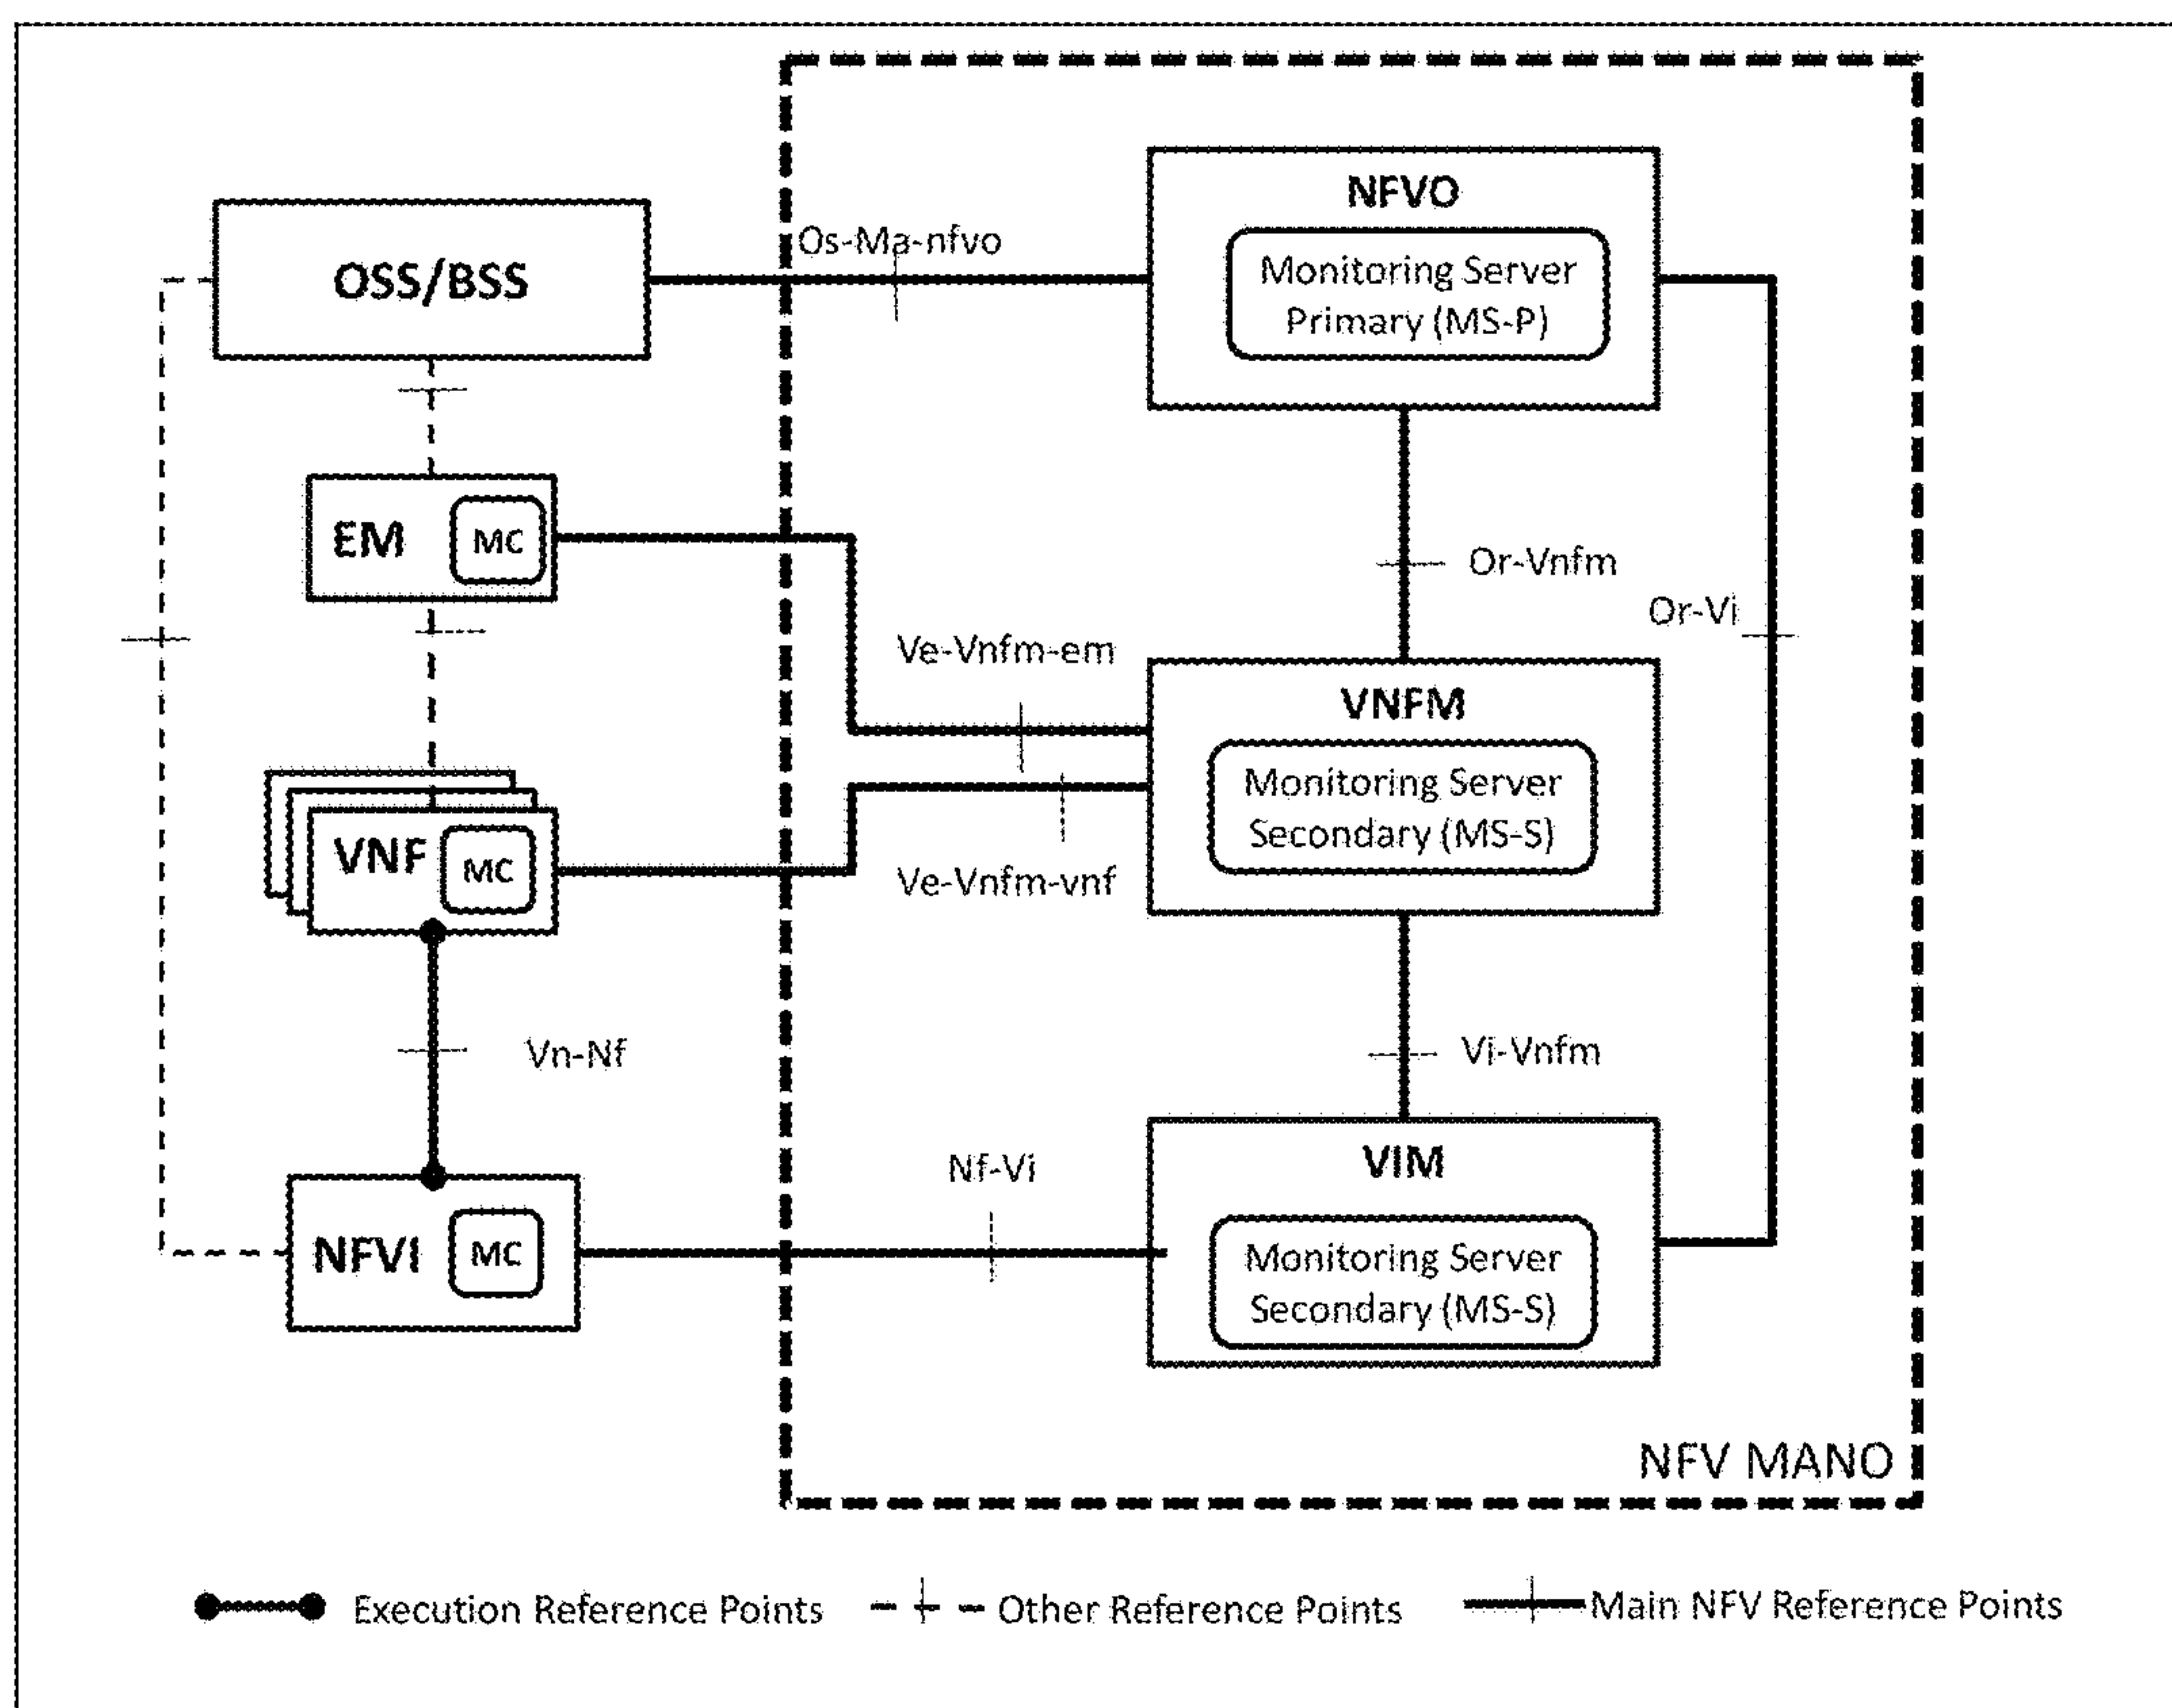 NFVO
Monitoring Server
Primary (MS-P)
Os-Ma-nfvo
OSS/BSS
EM
MC
Or-Vnfm
Or-Vi
Ve-Vnfm-em
VNFM
Monitoring Server
Secondary (MS-S)
VNF
MC
Ve-Vnfm-vnf
Vn-Nf
Vi-Vnfm
VIM
Nf-Vi
NFVI
MC
Monitoring Server
Secondary (MS-S)
NFV MANO
Execution Reference Points
Other Reference Points
Main NFV Reference Points